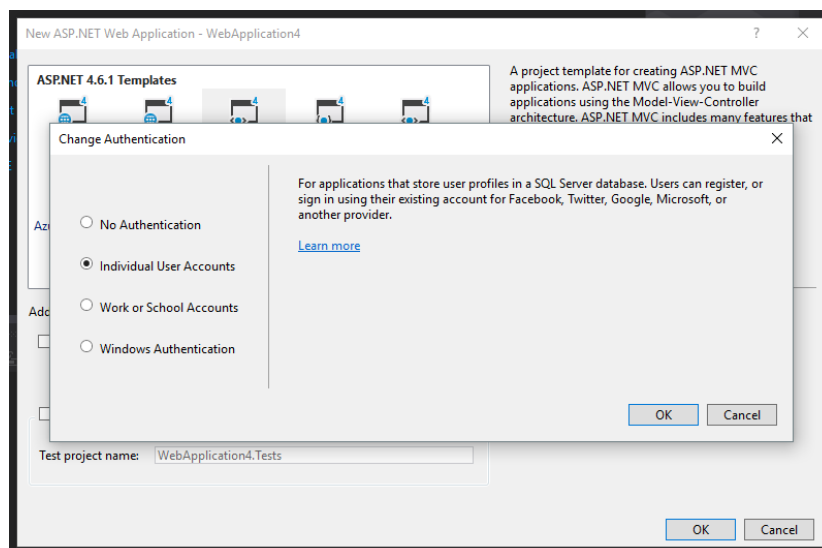 New ASP.NET Web Application - WebApplication4
ASP.NET 4.6.1 Templates
A project template for creating ASP.NET MVC
applications. ASP.NET MVC allows you to build
applications using the Model-View-Controller
architecture. ASP.NET MVC includes many features that
Change Authentication
For applications that store user profiles in a SQL Server database. Users can register, or
sign in using their existing account for Facebook, Twitter, Google, Microsoft, or
another provider.
Learn more
No Authentication
Individual User Accounts
Work or School Accounts
Windows Authentication
OK
Cancel
Test project name:
WebApplication4.Tests
OK
Cancel